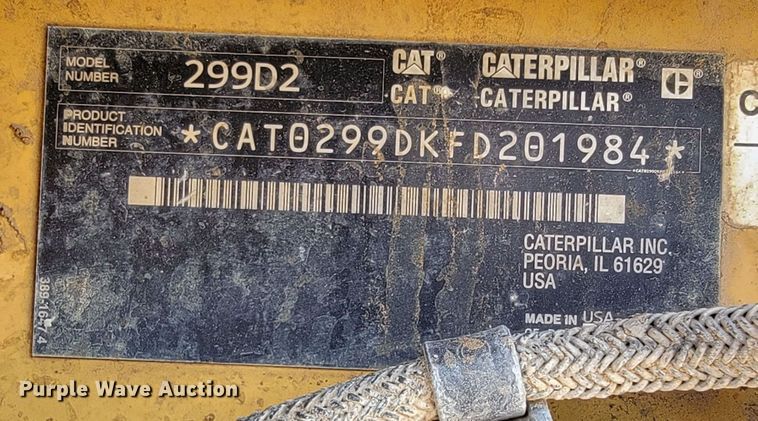 MODEL NUMBER 299D2
CAT® CATERPILLAR® C®
CAT® CATERPILLAR®
PRODUCT IDENTIFICATION NUMBER *CAT0299DKFD201984*
CATERPILLAR INC.
PEORIA, IL 61629
USA
MADE IN USA
Purple Wave Auction